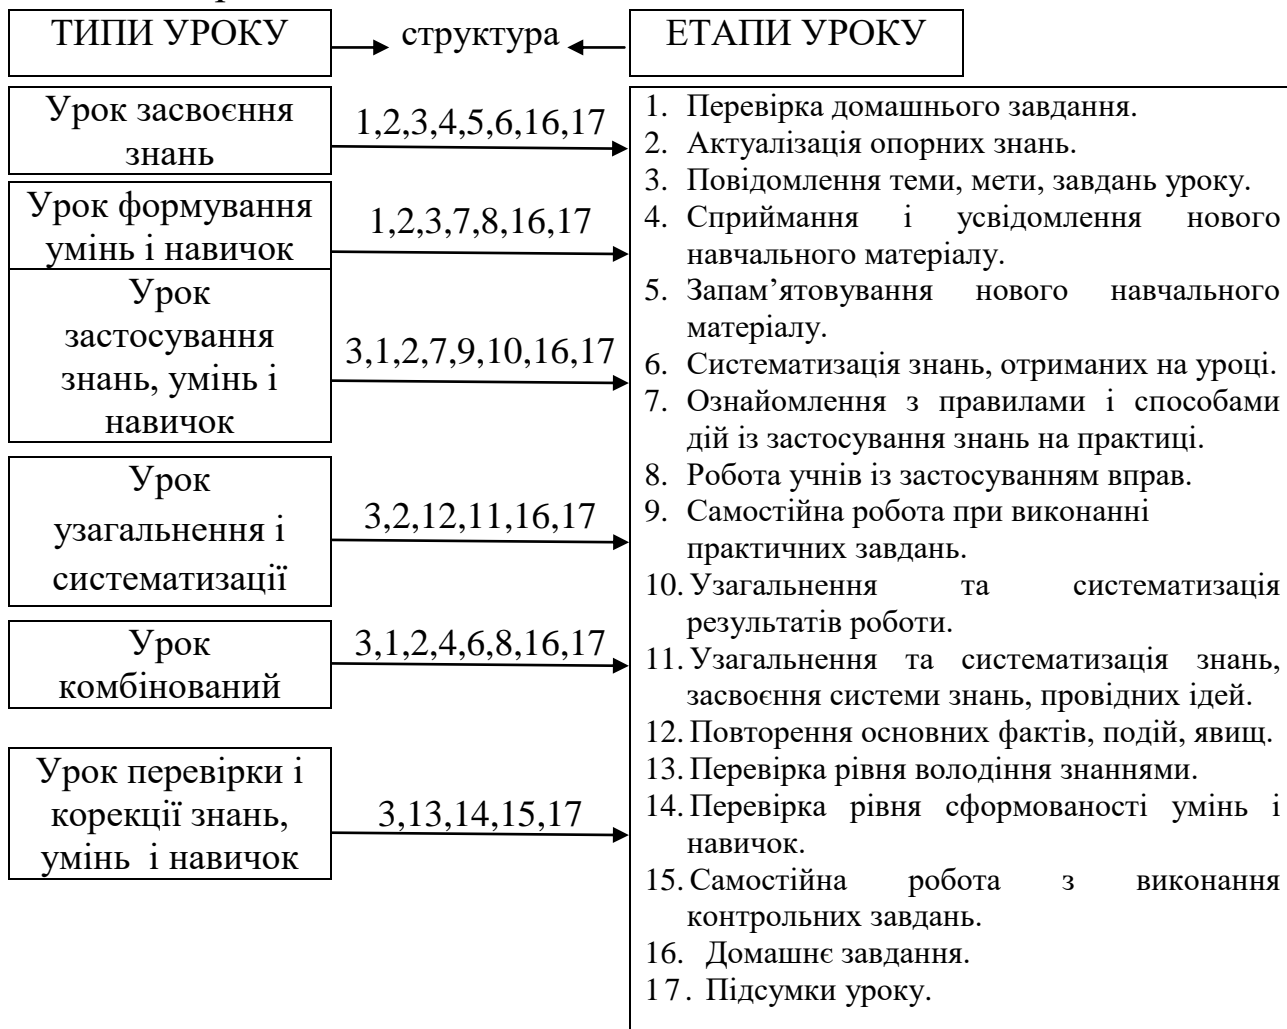 ТИПИ УРОКУ
структура
ЕТАПИ УРОКУ
Урок засвоєння
знань
1,2,3,4,5,6,16,17
Урок формування
умінь і навичок
1,2,3,7,8,16,17
Урок
застосування
знань, умінь і
навичок
3,1,2,7,9,10,16,17
Урок
узагальнення і
систематизації
3,2,12,11,16,17
Урок
комбінований
3,1,2,4,6,8,16,17
Урок перевірки і
корекції знань,
умінь і навичок
3,13,14,15,17
1. Перевірка домашнього завдання.
2. Актуалізація опорних знань.
3. Повідомлення теми, мети, завдань уроку.
4. Сприймання і усвідомлення нового
навчального матеріалу.
5. Запам’ятовування нового навчального
матеріалу.
6. Систематизація знань, отриманих на уроці.
7. Ознайомлення з правилами і способами
дій із застосування знань на практиці.
8. Робота учнів із застосуванням вправ.
9. Самостійна робота при виконанні
практичних завдань.
10. Узагальнення та систематизація
результатів роботи.
11. Узагальнення та систематизація знань,
засвоєння системи знань, провідних ідей.
12. Повторення основних фактів, подій, явищ.
13. Перевірка рівня володіння знаннями.
14. Перевірка рівня сформованості умінь і
навичок.
15. Самостійна робота з виконання
контрольних завдань.
16. Домашнє завдання.
17. Підсумки уроку.